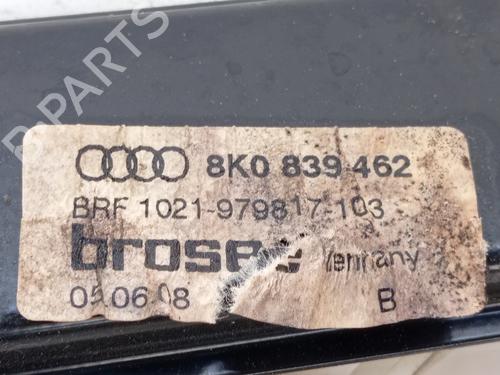 8K0 839 462
BRF 1021-979817-103
brose Germany
05.06.08 B
B PARTS